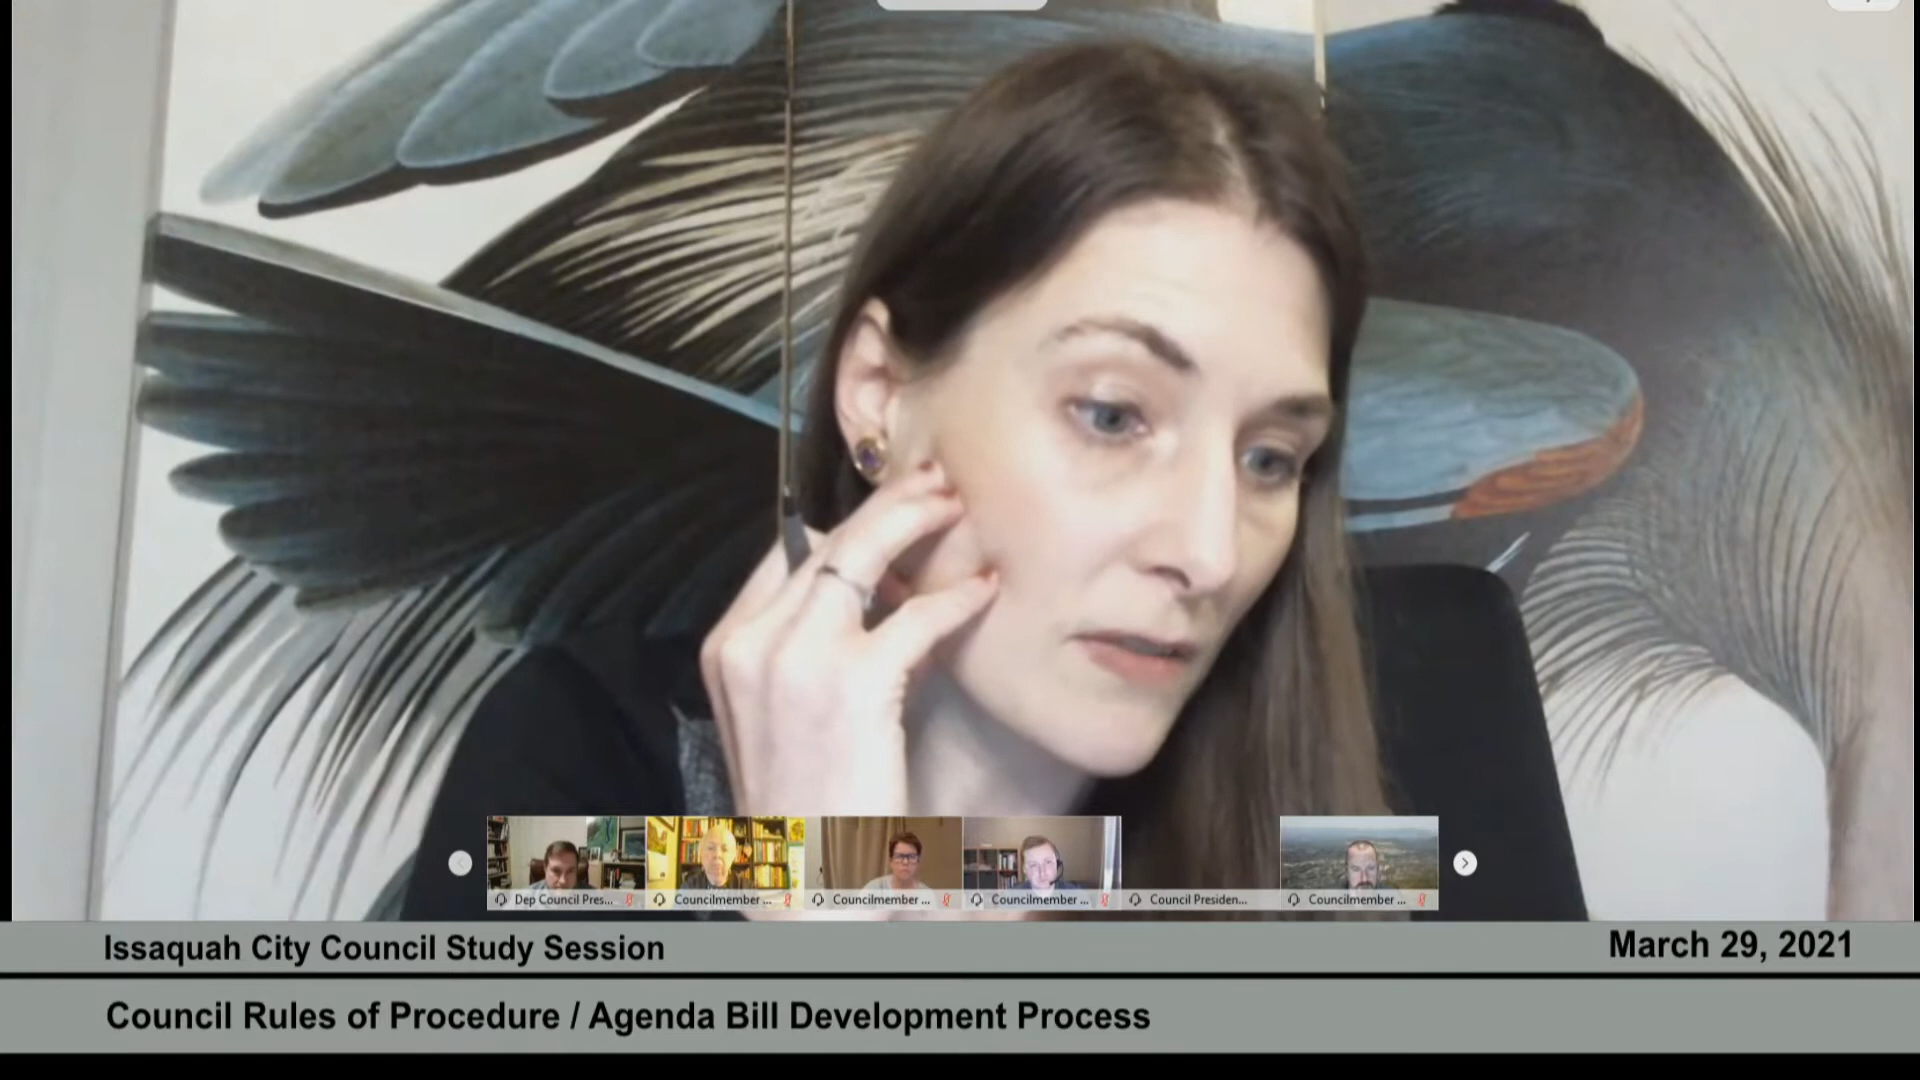 Dep Council Pres...
Councilmember ...
Councilmember ...
Councilmember ...
Council Presiden...
Councilmember ...
Issaquah City Council Study Session
March 29, 2021
Council Rules of Procedure / Agenda Bill Development Process